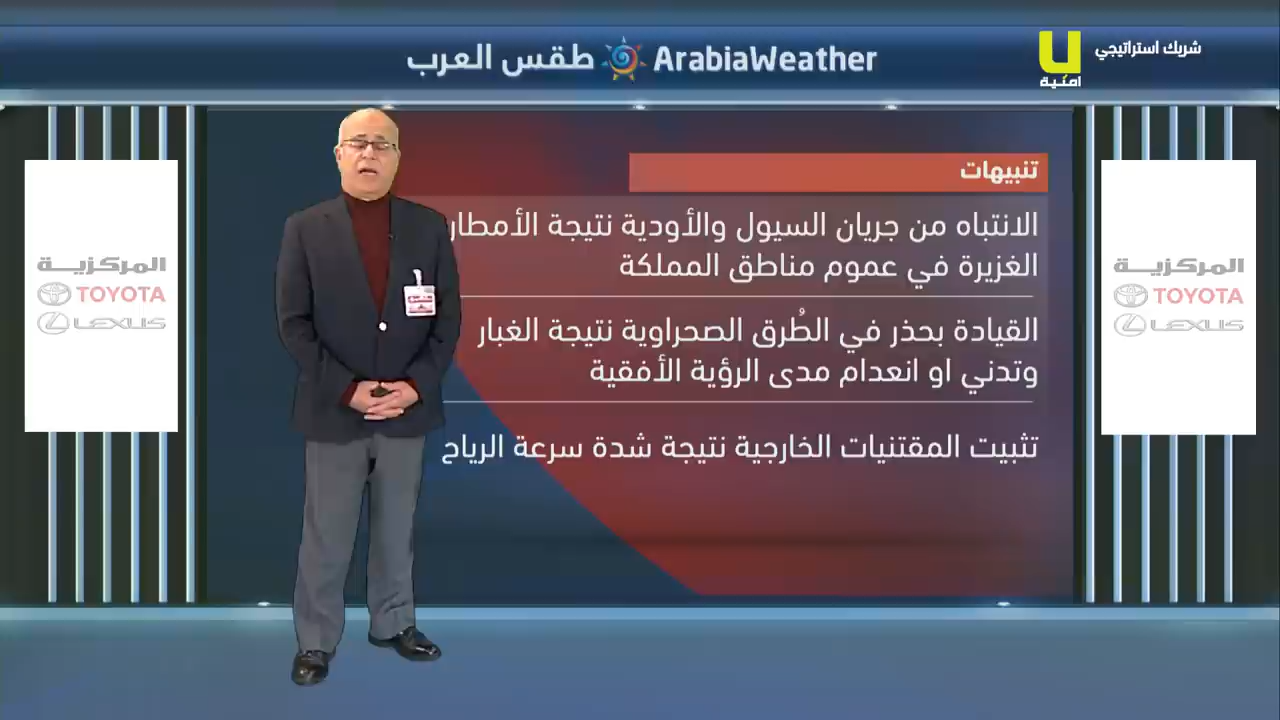 طقس العرب ArabiaWeather
شريك استراتيجي
امنية
تنبيهات
الانتباه من جريان السيول والأودية نتيجة الأمطار
الغزيرة في عموم مناطق المملكة
القيادة بحذر في الطُرق الصحراوية نتيجة الغبار
وتدني او انعدام مدى الرؤية الأفقية
تثبيت المقتنيات الخارجية نتيجة شدة سرعة الرياح
المركزية
TOYOTA
LEXUS
المركزية
TOYOTA
LEXUS